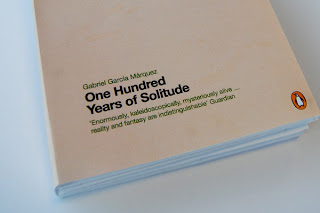 Gabriel García Márquez
One Hundred
Years of Solitude
'Enormously, kaleidoscopically, mysteriously alive ...
reality and fantasy are indistinguishable' Guardian